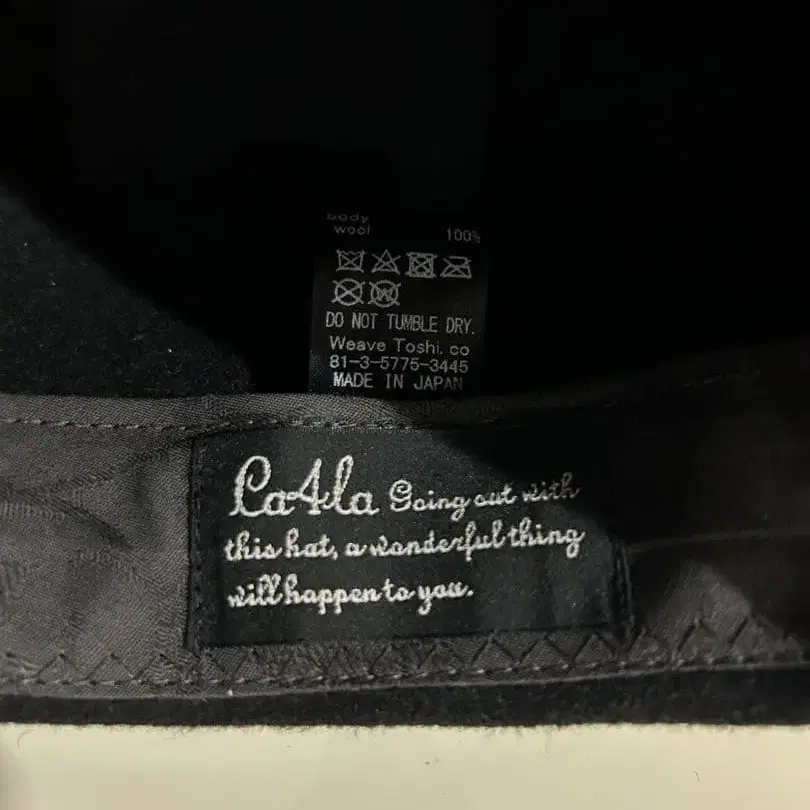 body
wool 100%
W
DO NOT TUMBLE DRY.
Weave Toshi. co
81-3-5775-3445
MADE IN JAPAN
Ca4la Going out with
this hat, a wonderful thing
will happen to you.